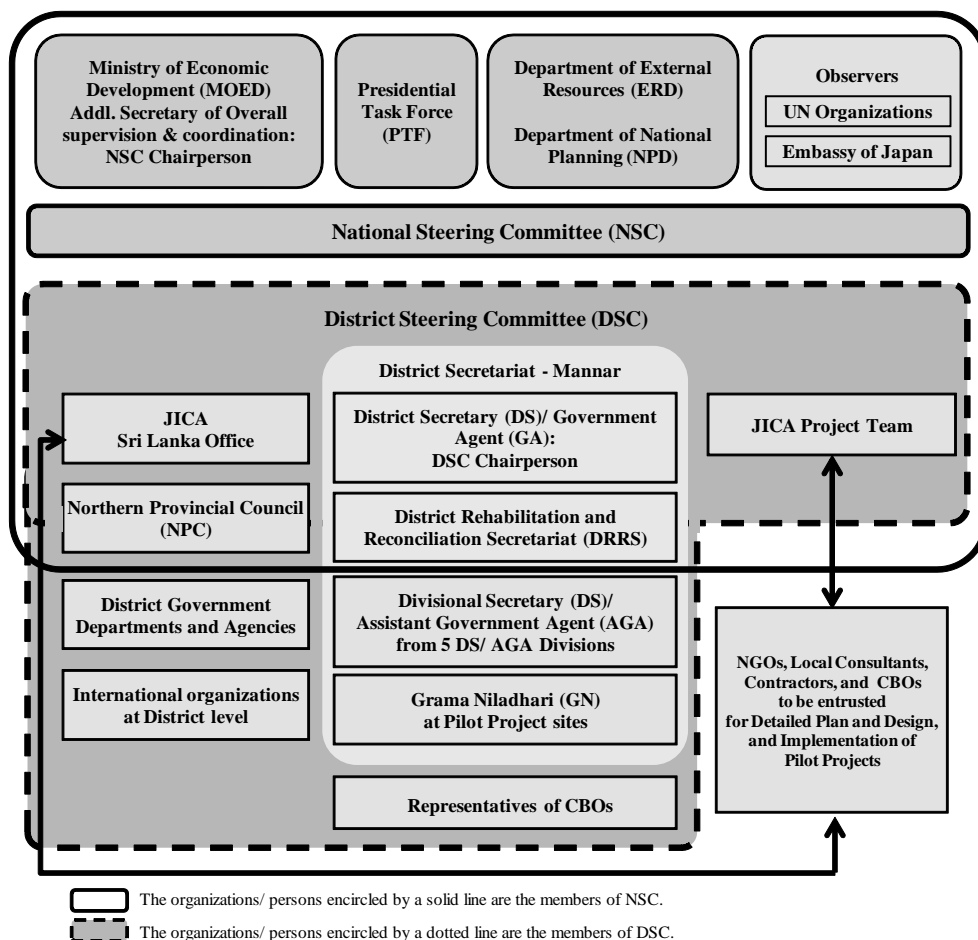 Ministry of Economic
Development (MOED)
Addl. Secretary of Overall
supervision & coordination:
NSC Chairperson
Presidential
Task Force
(PTF)
Department of External
Resources (ERD)
Department of National
Planning (NPD)
Observers
UN Organizations
Embassy of Japan
National Steering Committee (NSC)
District Steering Committee (DSC)
District Secretariat - Mannar
JICA
Sri Lanka Office
District Secretary (DS)/ Government
Agent (GA):
DSC Chairperson
JICA Project Team
Northern Provincial Council
(NPC)
District Rehabilitation and
Reconciliation Secretariat (DRRS)
District Government
Departments and Agencies
Divisional Secretary (DS)/
Assistant Government Agent (AGA)
from 5 DS/ AGA Divisions
International organizations
at District level
Grama Niladhari (GN)
at Pilot Project sites
NGOs, Local Consultants,
Contractors, and CBOs
to be entrusted
for Detailed Plan and Design,
and Implementation of
Pilot Projects
Representatives of CBOs
The organizations/ persons encircled by a solid line are the members of NSC.
The organizations/ persons encircled by a dotted line are the members of DSC.